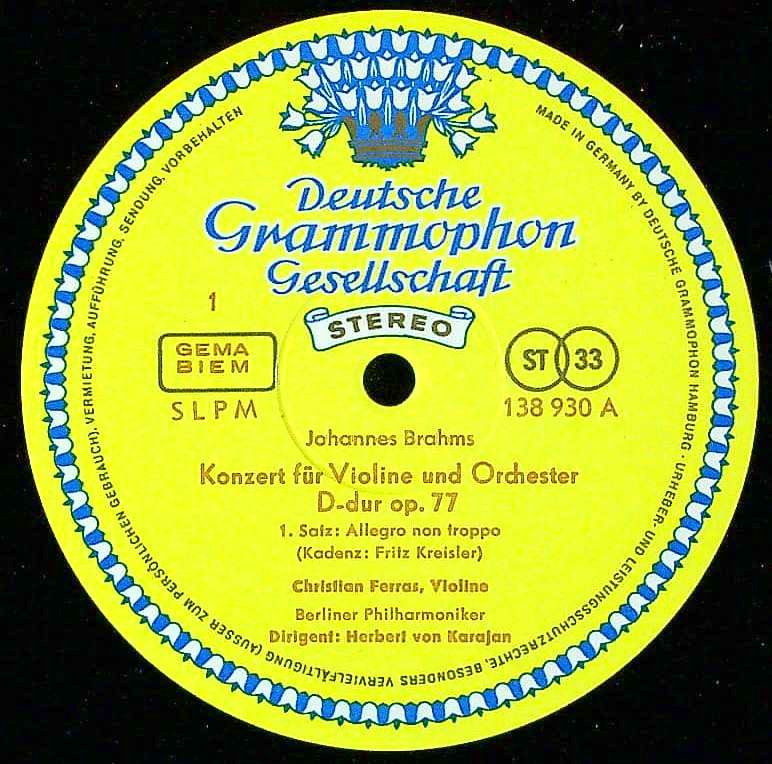 Deutsche
Grammophon
Gesellschaft
STEREO
1
GEMA
BIEM
SLPM
ST 33
138 930 A
Johannes Brahms
Konzert für Violine und Orchester
D-dur op. 77
1. Satz: Allegro non troppo
(Kadenz: Fritz Kreisler)
Christian Ferras, Violine
Berliner Philharmoniker
Dirigent: Herbert von Karajan
MADE IN GERMANY BY DEUTSCHE GRAMMOPHON HAMBURG · URHEBER- UND LEISTUNGSSCHUTZRECHTE, BESONDERS VERVIELFÄLTIGUNG (AUSSER ZUM PERSÖNLICHEN GEBRAUCH), VERMIETUNG, AUFFÜHRUNG, SENDUNG, VORBEHALTEN